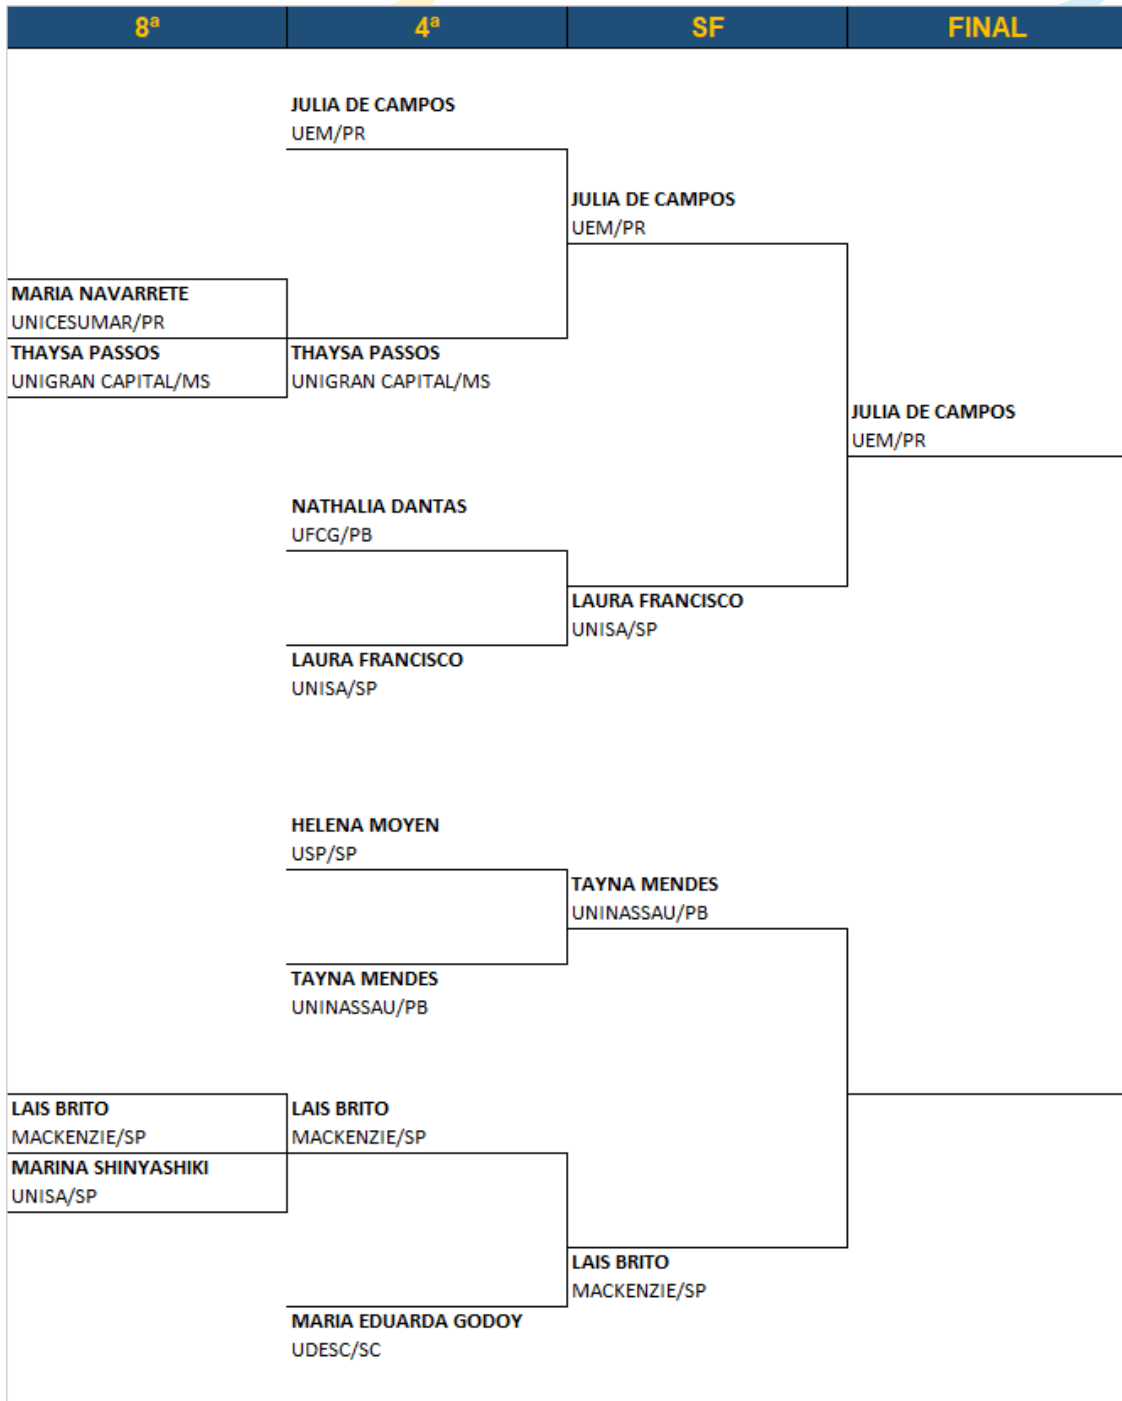 8ª
4ª
SF
FINAL
JULIA DE CAMPOS
UEM/PR
JULIA DE CAMPOS
UEM/PR
MARIA NAVARRETE
UNICESUMAR/PR
THAYSA PASSOS
UNIGRAN CAPITAL/MS
THAYSA PASSOS
UNIGRAN CAPITAL/MS
JULIA DE CAMPOS
UEM/PR
NATHALIA DANTAS
UFCG/PB
LAURA FRANCISCO
UNISA/SP
LAURA FRANCISCO
UNISA/SP
HELENA MOYEN
USP/SP
TAYNA MENDES
UNINASSAU/PB
TAYNA MENDES
UNINASSAU/PB
LAIS BRITO
MACKENZIE/SP
LAIS BRITO
MACKENZIE/SP
MARINA SHINYASHIKI
UNISA/SP
LAIS BRITO
MACKENZIE/SP
MARIA EDUARDA GODOY
UDESC/SC